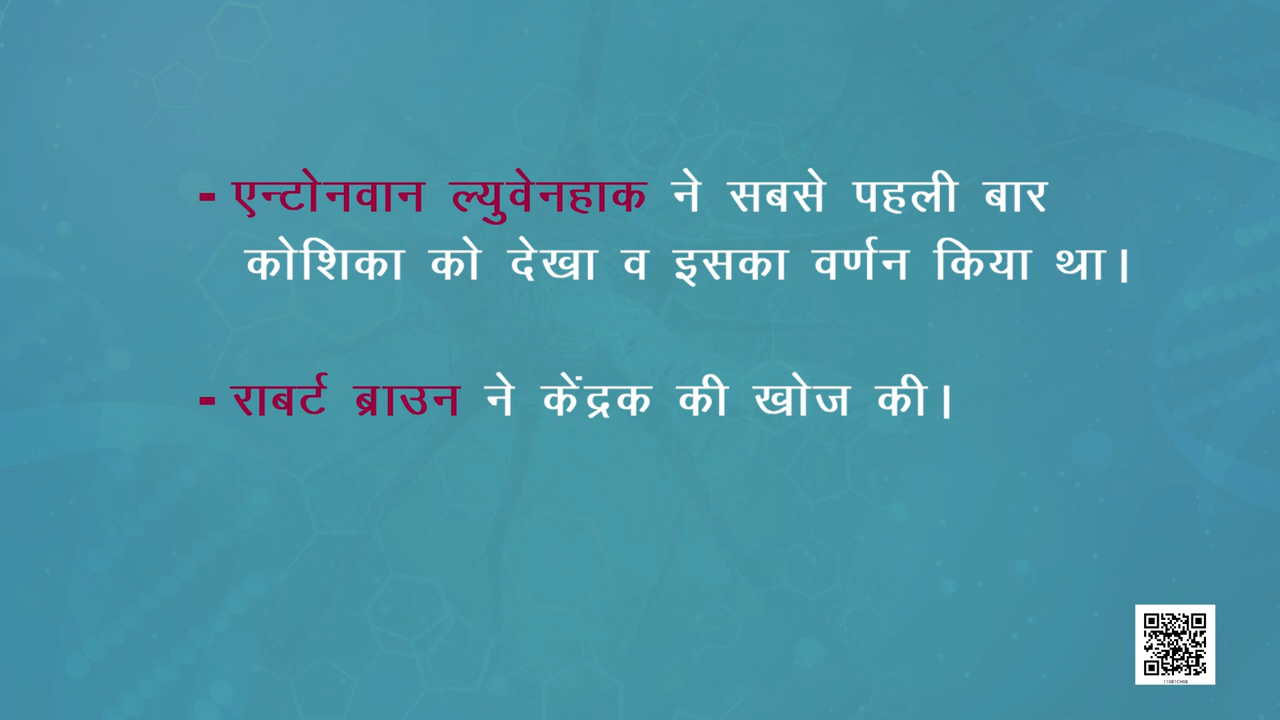 - एन्टोनवान ल्युवेनहाक ने सबसे पहली बार
कोशिका को देखा व इसका वर्णन किया था।
- राबर्ट ब्राउन ने केंद्रक की खोज की।